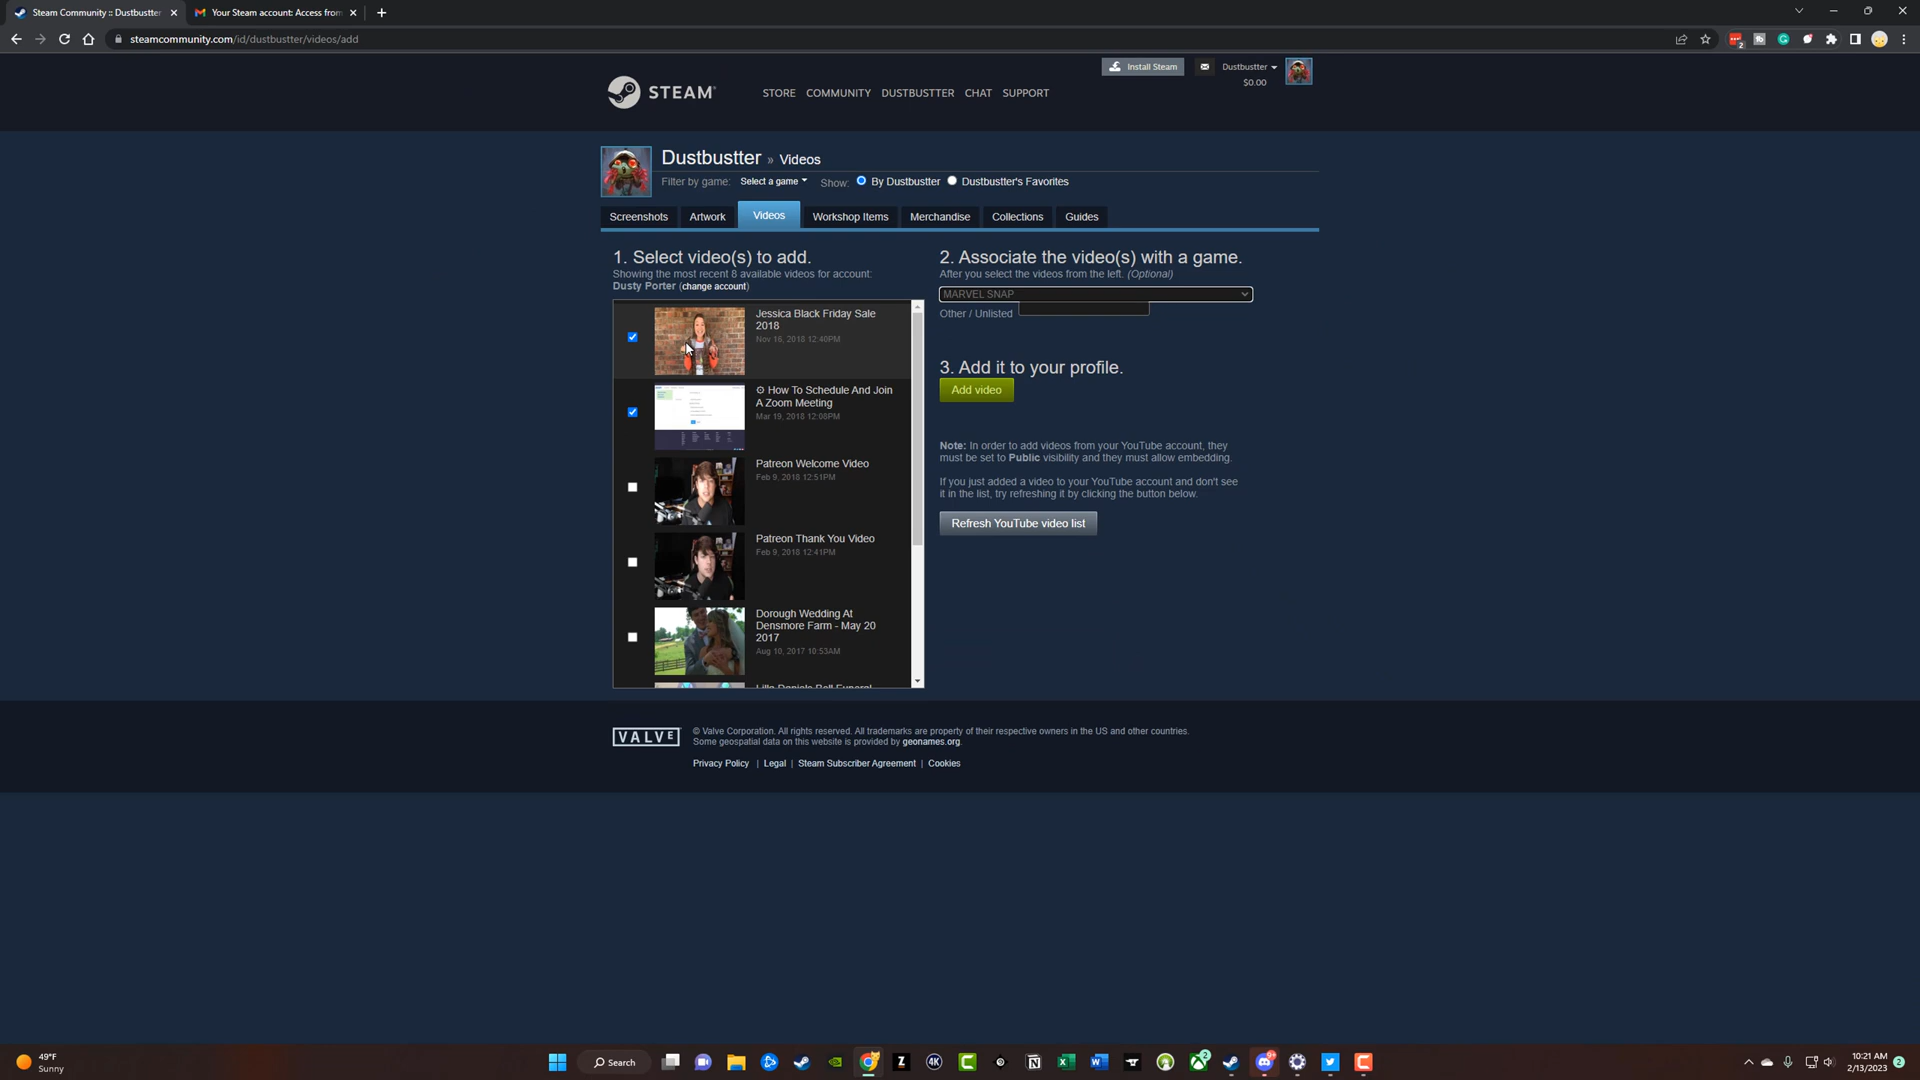 Steam Community :: Dustbustter
Your Steam account: Access from
steamcommunity.com/id/dustbustter/videos/add
2
Install Steam
Dustbustter
$0.00
STEAM
STORE COMMUNITY DUSTBUSTTER CHAT SUPPORT
Dustbustter » Videos
Filter by game: Select a game Show: By Dustbustter Dustbustter's Favorites
Screenshots Artwork Videos Workshop Items Merchandise Collections Guides
1. Select video(s) to add.
Showing the most recent 8 available videos for account:
Dusty Porter (change account)
Jessica Black Friday Sale
2018
Nov 16, 2018 12:40PM
How To Schedule And Join
A Zoom Meeting
Mar 19, 2018 12:08PM
Patreon Welcome Video
Feb 9, 2018 12:51PM
Patreon Thank You Video
Feb 9, 2018 12:41PM
Dorough Wedding At
Densmore Farm - May 20
2017
Aug 10, 2017 10:53AM
2. Associate the video(s) with a game.
After you select the videos from the left. (Optional)
MARVEL SNAP
Other / Unlisted
3. Add it to your profile.
Add video
Note: In order to add videos from your YouTube account, they
must be set to Public visibility and they must allow embedding.
If you just added a video to your YouTube account and don't see
it in the list, try refreshing it by clicking the button below.
Refresh YouTube video list
VALVE
© Valve Corporation. All rights reserved. All trademarks are property of their respective owners in the US and other countries.
Some geospatial data on this website is provided by geonames.org.
Privacy Policy | Legal | Steam Subscriber Agreement | Cookies
49°F
Sunny
Search
10:21 AM
2/13/2023
2